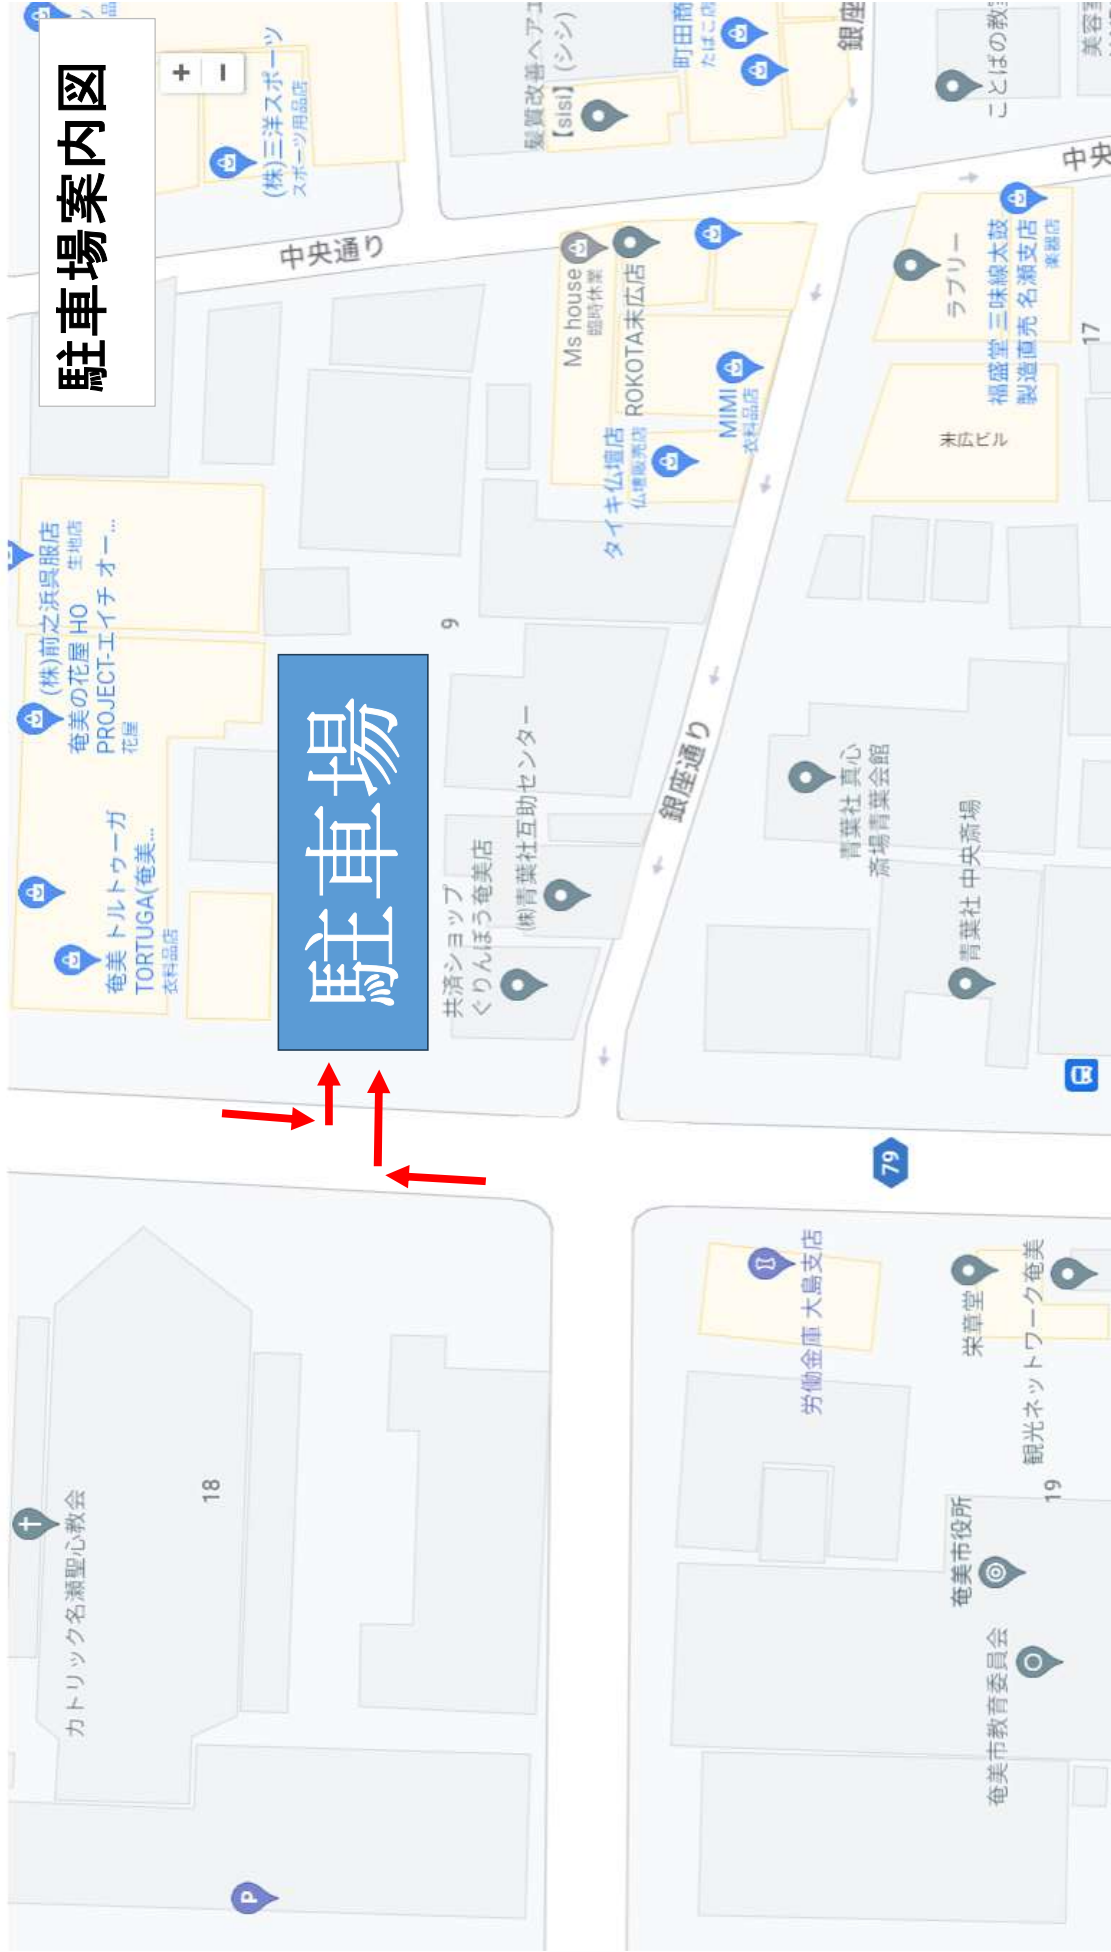 駐車場案内図
＋ －
(株)三洋スポーツ
スポーツ用品店
中央通り
髪質改善ヘアエ
【sisi】(シシ)
町田商
たばこ店
銀座
ことばの教
美容室
中央
Ms house
臨時休業
ROKOTA末広店
MIMI
衣料品店
タイキ仏壇店
仏壇販売店
ラブリー
福盛堂 三味線太鼓
製造直売 名瀬支店
楽器店
17
末広ビル
(株)前之浜呉服店
生地店
奄美の花屋 HO
PROJECT-エイチ オー...
花屋
奄美 トルトゥーガ
TORTUGA(奄美...
衣料品店
9
駐車場
共済ショップ
ぐりんぼう奄美店
㈱青葉社互助センター
銀座通り
青葉社 真心
斎場青葉会館
青葉社 中央斎場
79
カトリック名瀬聖心教会
18
P
労働金庫 大島支店
栄章堂
観光ネットワーク奄美
19
奄美市役所
奄美市教育委員会